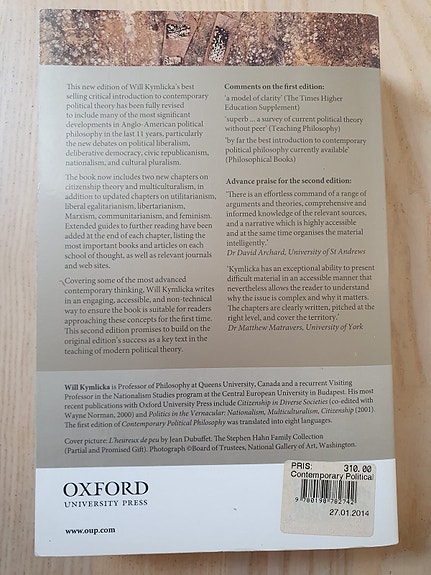 This new edition of Will Kymlicka's best
selling critical introduction to contemporary
political theory has been fully revised
to include many of the most significant
developments in Anglo-American political
philosophy in the last 11 years, particularly
the new debates on political liberalism,
deliberative democracy, civic republicanism,
nationalism, and cultural pluralism.
The book now includes two new chapters on
citizenship theory and multiculturalism, in
addition to updated chapters on utilitarianism,
liberal egalitarianism, libertarianism,
Marxism, communitarianism, and feminism.
Extended guides to further reading have been
added at the end of each chapter, listing the
most important books and articles on each
school of thought, as well as relevant journals
and web sites.
Covering some of the most advanced
contemporary thinking, Will Kymlicka writes
in an engaging, accessible, and non-technical
way to ensure the book is suitable for readers
approaching these concepts for the first time.
This second edition promises to build on the
original edition's success as a key text in the
teaching of modern political theory.
Comments on the first edition:
'a model of clarity' (The Times Higher
Education Supplement)
'superb ... a survey of current political theory
without peer' (Teaching Philosophy)
'by far the best introduction to contemporary
political philosophy currently available'
(Philosophical Books)
Advance praise for the second edition:
'There is an effortless command of a range of
arguments and theories, comprehensive and
informed knowledge of the relevant sources,
and a narrative which is highly accessible
and at the same time organises the material
intelligently.'
Dr David Archard, University of St Andrews
'Kymlicka has an exceptional ability to present
difficult material in an accessible manner that
nevertheless allows the reader to understand
why the issue is complex and why it matters.
The chapters are clearly written, pitched at the
right level, and cover the territory.'
Dr Matthew Matravers, University of York
Will Kymlicka is Professor of Philosophy at Queens University, Canada and a recurrent Visiting
Professor in the Nationalism Studies program at the Central European University in Budapest. His most
recent publications with Oxford University Press include Citizenship in Diverse Societies (co-edited with
Wayne Norman, 2000) and Politics in the Vernacular: Nationalism, Multiculturalism, Citizenship (2001).
The first edition of Contemporary Political Philosophy was translated into eight languages.
Cover picture: L'heureux de peu by Jean Dubuffet. The Stephen Hahn Family Collection
(Partial and Promised Gift). Photograph ©Board of Trustees, National Gallery of Art, Washington.
OXFORD
UNIVERSITY PRESS
www.oup.com
PRIS: 310.00
Contemporary Political
9 780198 782742
27.01.2014